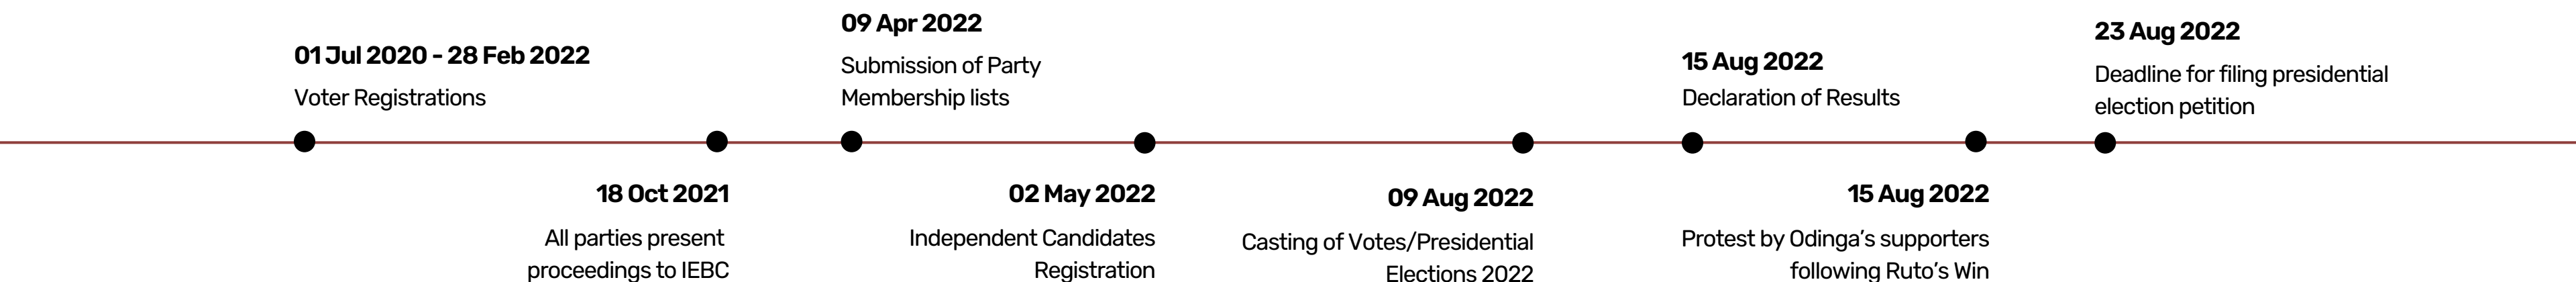 01 Jul 2020 - 28 Feb 2022
Voter Registrations
18 Oct 2021
All parties present
proceedings to IEBC
09 Apr 2022
Submission of Party
Membership lists
02 May 2022
Independent Candidates
Registration
09 Aug 2022
Casting of Votes/Presidential
Elections 2022
15 Aug 2022
Declaration of Results
15 Aug 2022
Protest by Odinga's supporters
following Ruto's Win
23 Aug 2022
Deadline for filing presidential
election petition